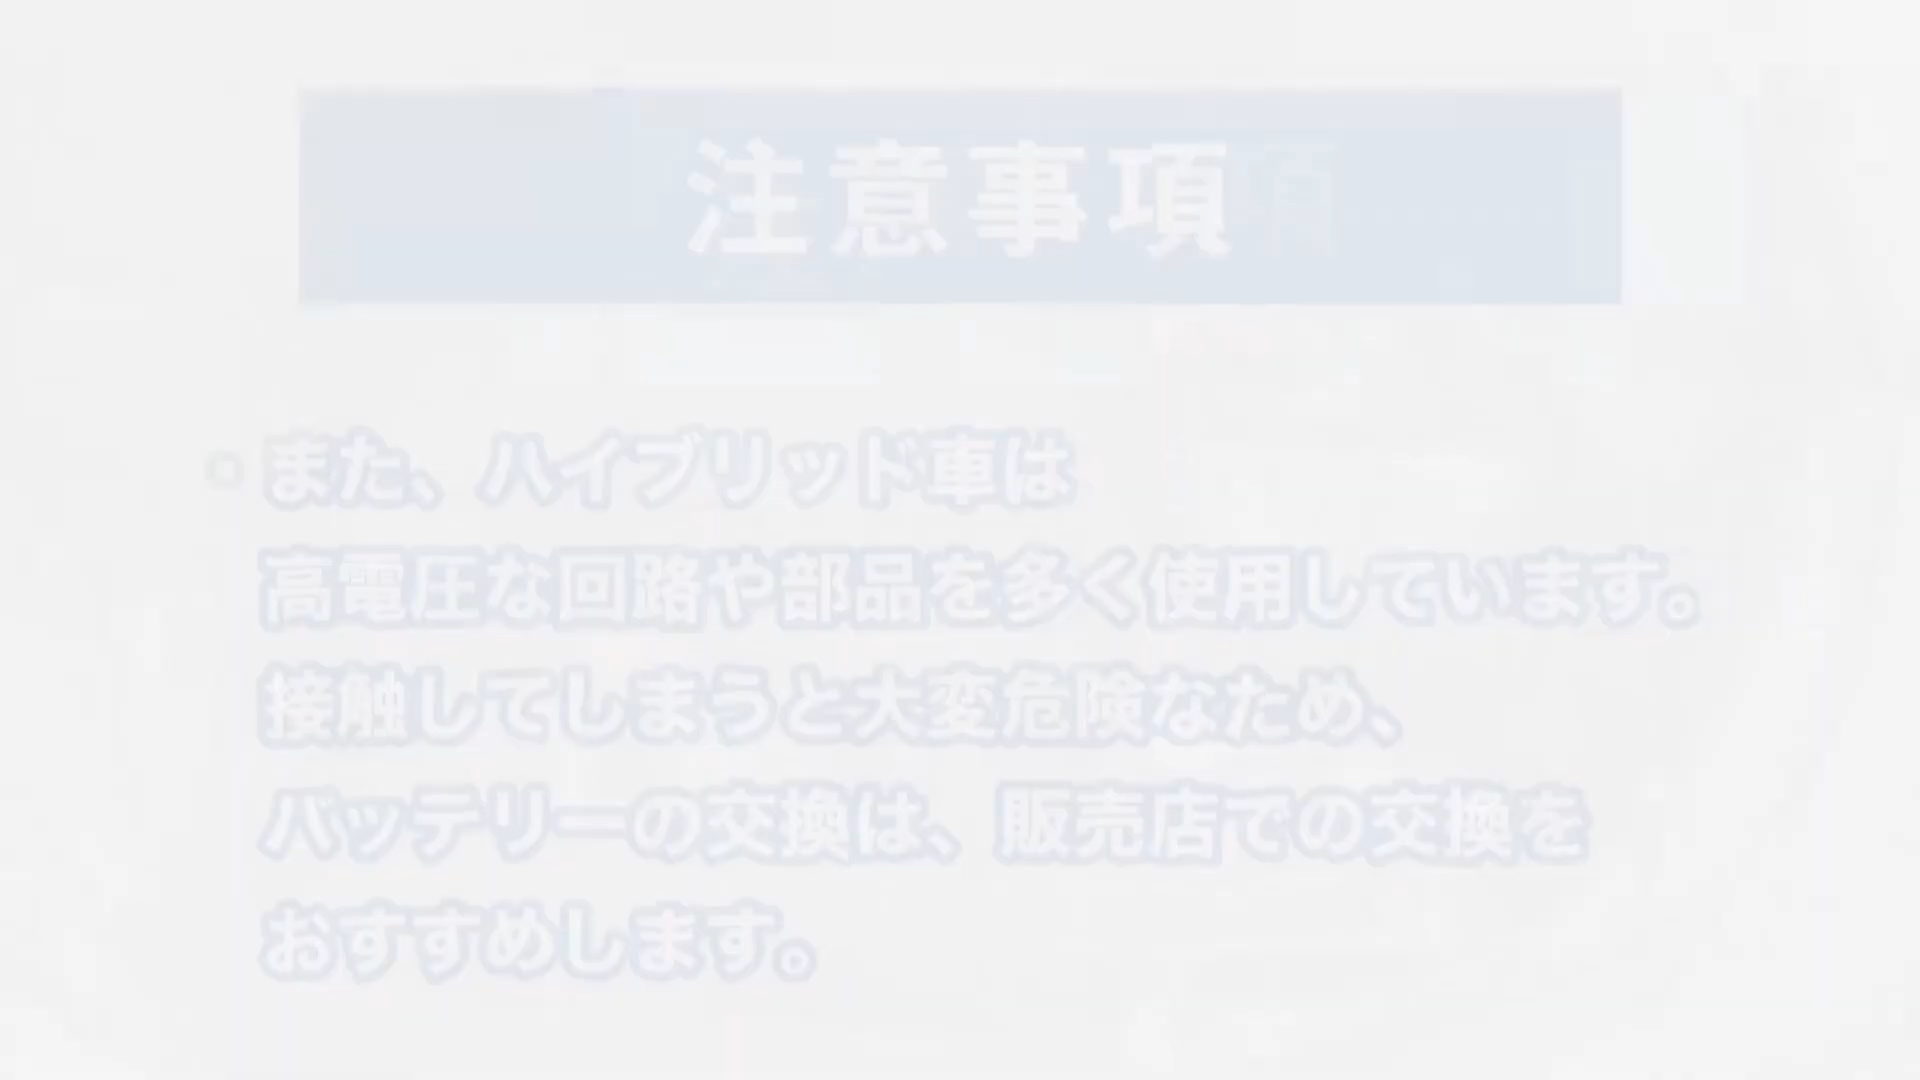 注意事項
また、ハイブリッド車は
高電圧な回路や部品を多く使用しています。
接触してしまうと大変危険なため、
バッテリーの交換は、販売店での交換を
おすすめします。